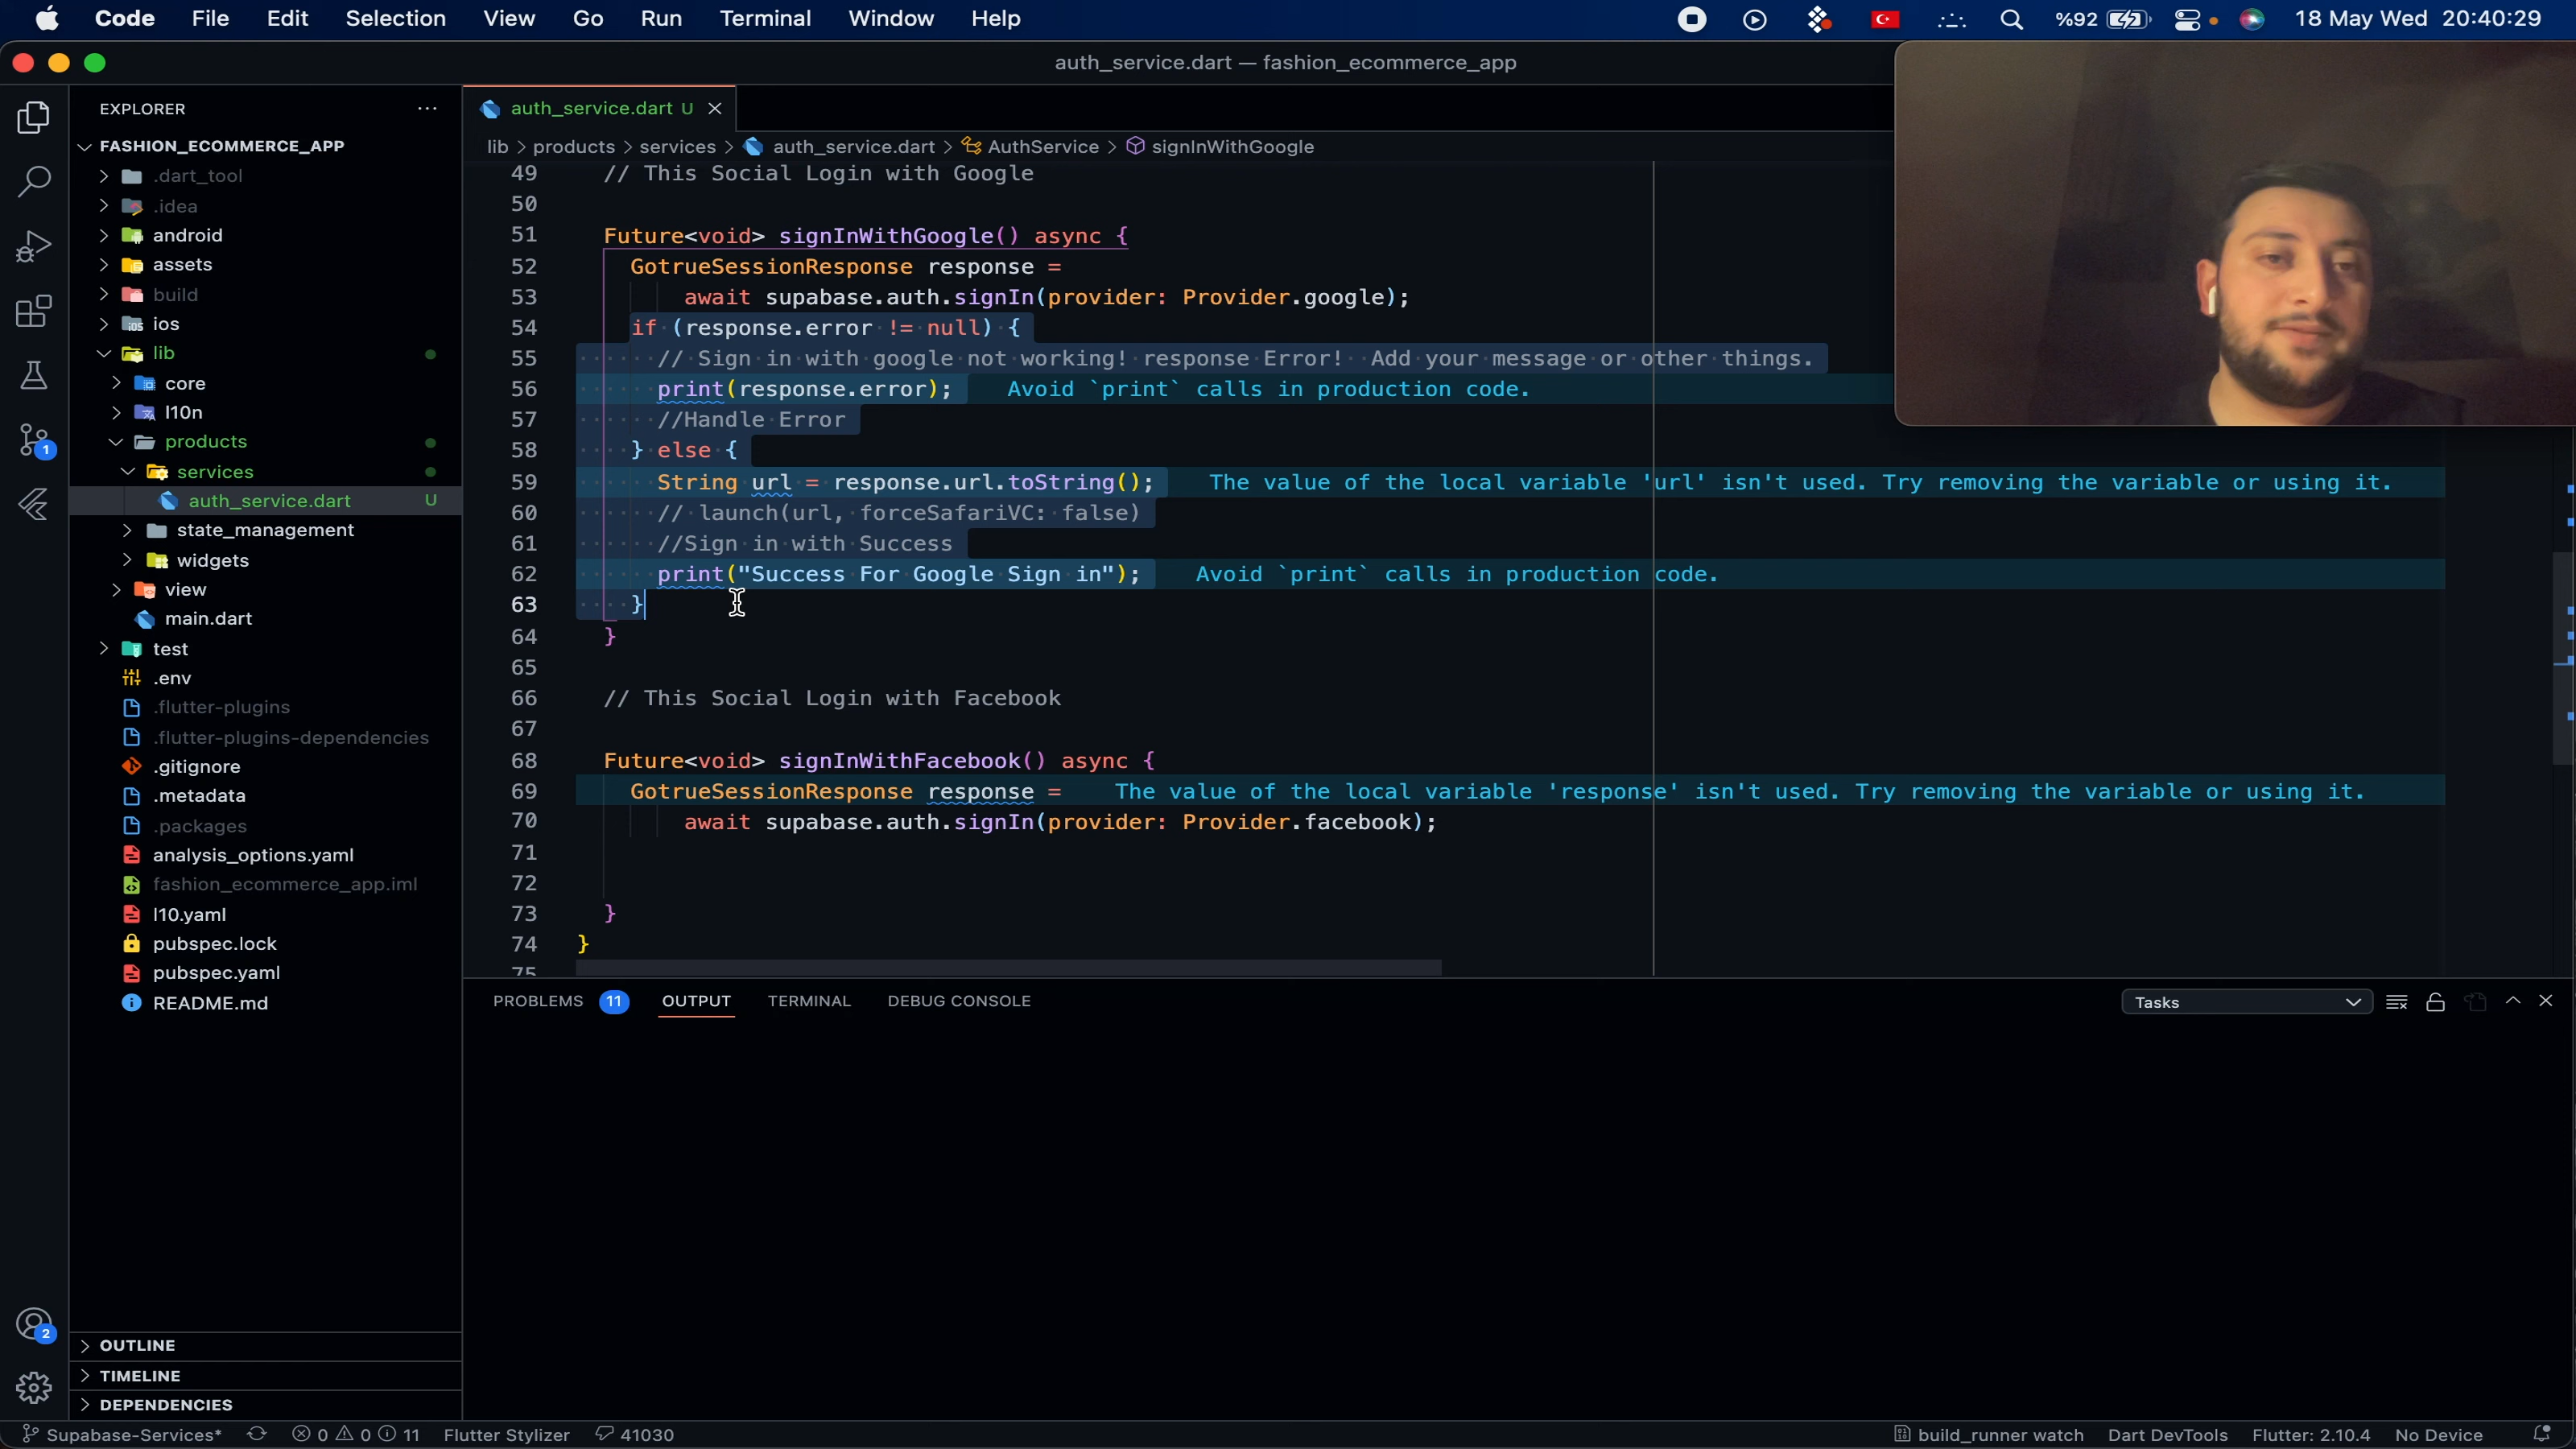 Code File Edit Selection View Go Run Terminal Window Help %92 18 May Wed 20:40:29
auth_service.dart — fashion_ecommerce_app
EXPLORER
FASHION_ECOMMERCE_APP
.dart_tool
.idea
android
assets
build
ios
lib
core
l10n
products
services
auth_service.dart U
state_management
widgets
view
main.dart
test
.env
.flutter-plugins
.flutter-plugins-dependencies
.gitignore
.metadata
.packages
analysis_options.yaml
fashion_ecommerce_app.iml
l10.yaml
pubspec.lock
pubspec.yaml
README.md
OUTLINE
TIMELINE
DEPENDENCIES
1
2
auth_service.dart U
lib > products > services > auth_service.dart > AuthService > signInWithGoogle
49 // This Social Login with Google
50
51 Future<void> signInWithGoogle() async {
52 GotrueSessionResponse response =
53 await supabase.auth.signIn(provider: Provider.google);
54 if (response.error != null) {
55 // Sign in with google not working! response Error!  Add your message or other things.
56 print(response.error); Avoid `print` calls in production code.
57 //Handle Error
58 } else {
59 String url = response.url.toString(); The value of the local variable 'url' isn't used. Try removing the variable or using it.
60 // launch(url, forceSafariVC: false)
61 //Sign in with Success
62 print("Success For Google Sign in"); Avoid `print` calls in production code.
63 }
64 }
65
66 // This Social Login with Facebook
67
68 Future<void> signInWithFacebook() async {
69 GotrueSessionResponse response = The value of the local variable 'response' isn't used. Try removing the variable or using it.
70 await supabase.auth.signIn(provider: Provider.facebook);
71
72
73 }
74 }
75
PROBLEMS 11 OUTPUT TERMINAL DEBUG CONSOLE Tasks
Supabase-Services* 0 0 11 Flutter Stylizer 41030 build_runner watch Dart DevTools Flutter: 2.10.4 No Device